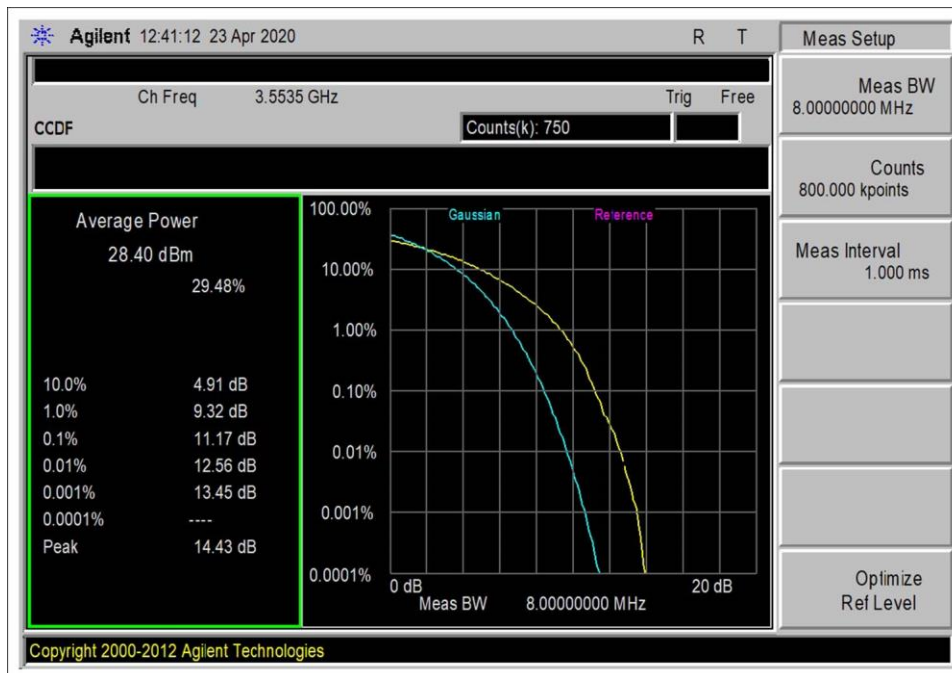 Agilent 12:41:12 23 Apr 2020 R T
Ch Freq 3.5535 GHz Trig Free
CCDF Counts(k): 750
Average Power
28.40 dBm
29.48%
10.0% 4.91 dB
1.0% 9.32 dB
0.1% 11.17 dB
0.01% 12.56 dB
0.001% 13.45 dB
0.0001% ----
Peak 14.43 dB
Gaussian Reference
100.00%
10.00%
1.00%
0.10%
0.01%
0.001%
0.0001%
0 dB 20 dB
Meas BW 8.00000000 MHz
Meas Setup
Meas BW
8.00000000 MHz
Counts
800.000 kpoints
Meas Interval
1.000 ms
Optimize
Ref Level
Copyright 2000-2012 Agilent Technologies